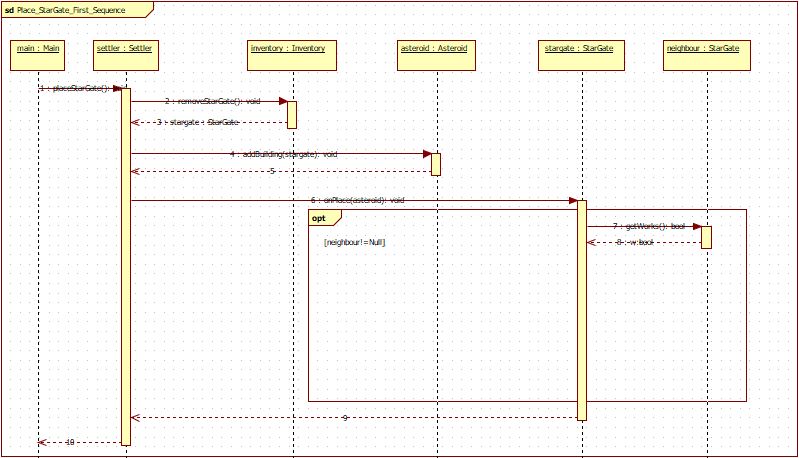 sd Place_StarGate_First_Sequence
main : Main
settler : Settler
inventory : Inventory
asteroid : Asteroid
stargate : StarGate
neighbour : StarGate
1 : placeStarGate():
2 : removeStarGate(): void
3 : stargate : StarGate
4 : addBuilding(stargate): void
5
6 : onPlace(asteroid): void
opt
7 : getWorks(): bool
[neighbour!=Null]
8 : w:bool
9
10